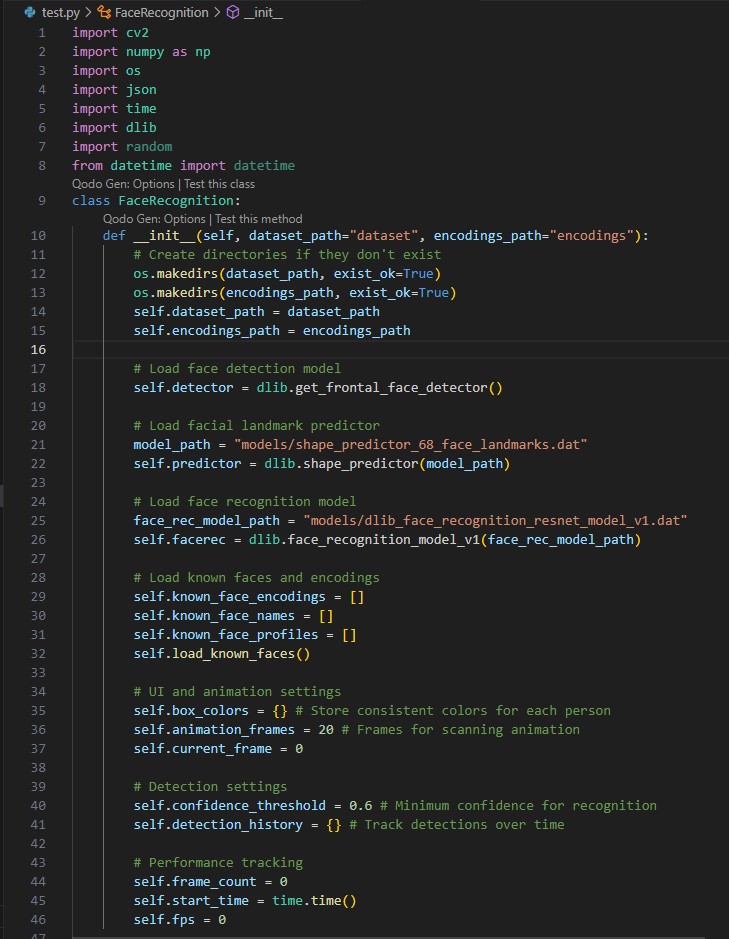 test.py > FaceRecognition > __init__
1 import cv2
2 import numpy as np
3 import os
4 import json
5 import time
6 import dlib
7 import random
8 from datetime import datetime
Qodo Gen: Options | Test this class
9 class FaceRecognition:
Qodo Gen: Options | Test this method
10 def __init__(self, dataset_path="dataset", encodings_path="encodings"):
11 # Create directories if they don't exist
12 os.makedirs(dataset_path, exist_ok=True)
13 os.makedirs(encodings_path, exist_ok=True)
14 self.dataset_path = dataset_path
15 self.encodings_path = encodings_path
16
17 # Load face detection model
18 self.detector = dlib.get_frontal_face_detector()
19
20 # Load facial landmark predictor
21 model_path = "models/shape_predictor_68_face_landmarks.dat"
22 self.predictor = dlib.shape_predictor(model_path)
23
24 # Load face recognition model
25 face_rec_model_path = "models/dlib_face_recognition_resnet_model_v1.dat"
26 self.facerec = dlib.face_recognition_model_v1(face_rec_model_path)
27
28 # Load known faces and encodings
29 self.known_face_encodings = []
30 self.known_face_names = []
31 self.known_face_profiles = []
32 self.load_known_faces()
33
34 # UI and animation settings
35 self.box_colors = {} # Store consistent colors for each person
36 self.animation_frames = 20 # Frames for scanning animation
37 self.current_frame = 0
38
39 # Detection settings
40 self.confidence_threshold = 0.6 # Minimum confidence for recognition
41 self.detection_history = {} # Track detections over time
42
43 # Performance tracking
44 self.frame_count = 0
45 self.start_time = time.time()
46 self.fps = 0
47